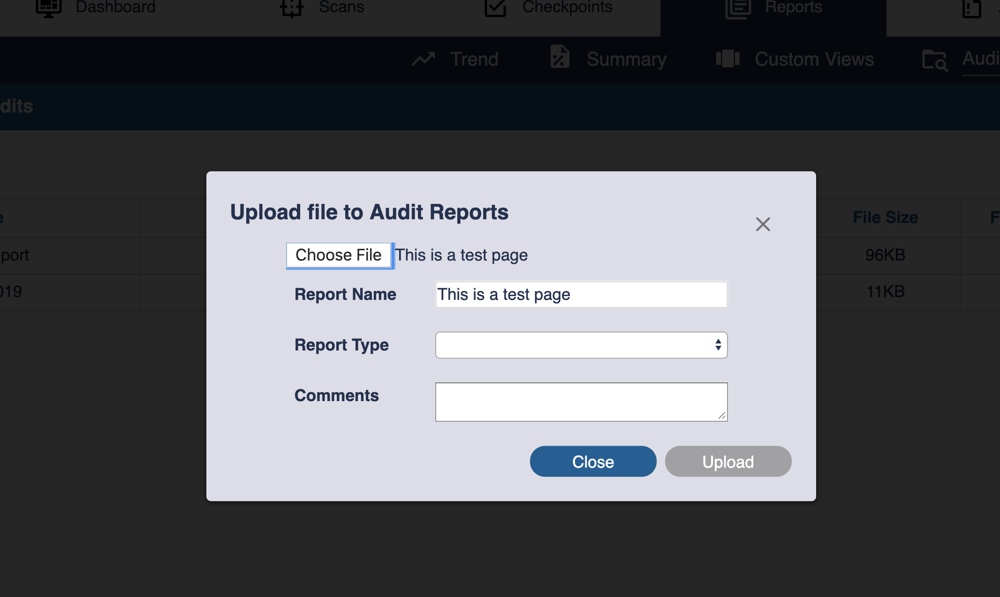 Dashboard
Scans
Checkpoints
Reports
Trend
Summary
Custom Views
Audi
dits
Upload file to Audit Reports
File Size
Choose File This is a test page
port
96KB
Report Name This is a test page
019
11KB
Report Type
Comments
Close
Upload